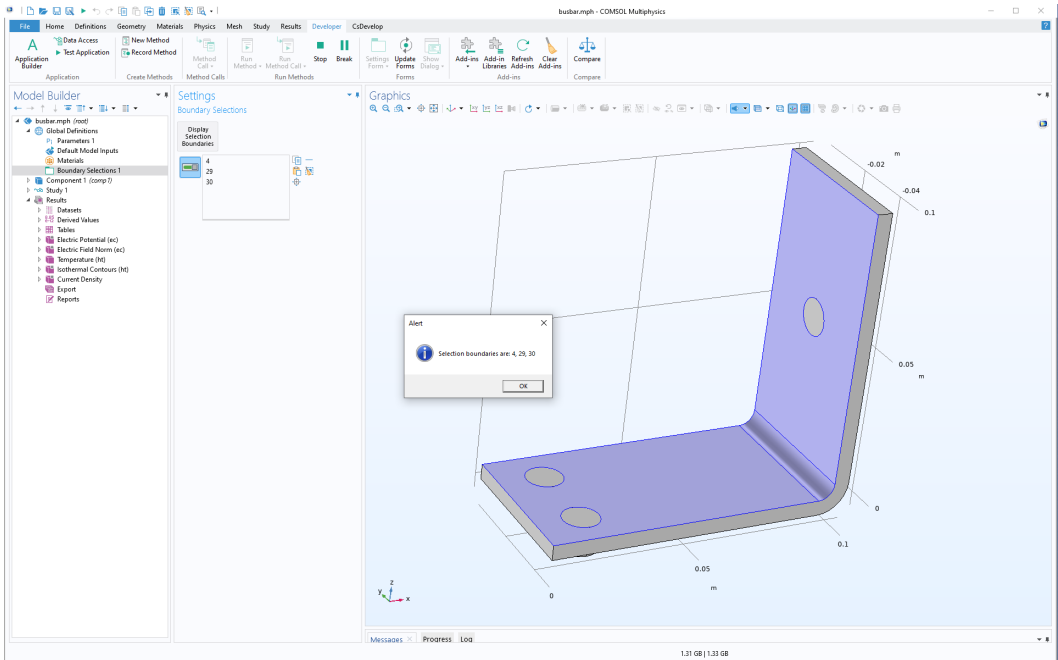 busbar.mph - COMSOL Multiphysics
File Home Definitions Geometry Materials Physics Mesh Study Results Developer CsDevelop
Application Builder
Data Access
Test Application
Application
New Method
Record Method
Create Methods
Method Call
Method Calls
Run Method
Run Method Call
Stop
Break
Run Methods
Settings Form
Update Forms
Show Dialog
Forms
Add-ins
Add-in Libraries
Refresh Add-ins
Clear Add-ins
Add-ins
Compare
Compare
Model Builder
busbar.mph (root)
Global Definitions
Pi Parameters 1
Default Model Inputs
Materials
Boundary Selections 1
Component 1 (comp1)
Study 1
Results
Datasets
Derived Values
Tables
Electric Potential (ec)
Electric Field Norm (ec)
Temperature (ht)
Isothermal Contours (ht)
Current Density
Export
Reports
Settings
Boundary Selections
Display
Selection
Boundaries
4
29
30
Graphics
m
-0.02
-0.04
0.1
0.05
m
0
0.1
0.05
m
0
z
y
x
Alert
Selection boundaries are: 4, 29, 30
OK
Messages Progress Log
1.31 GB | 1.33 GB